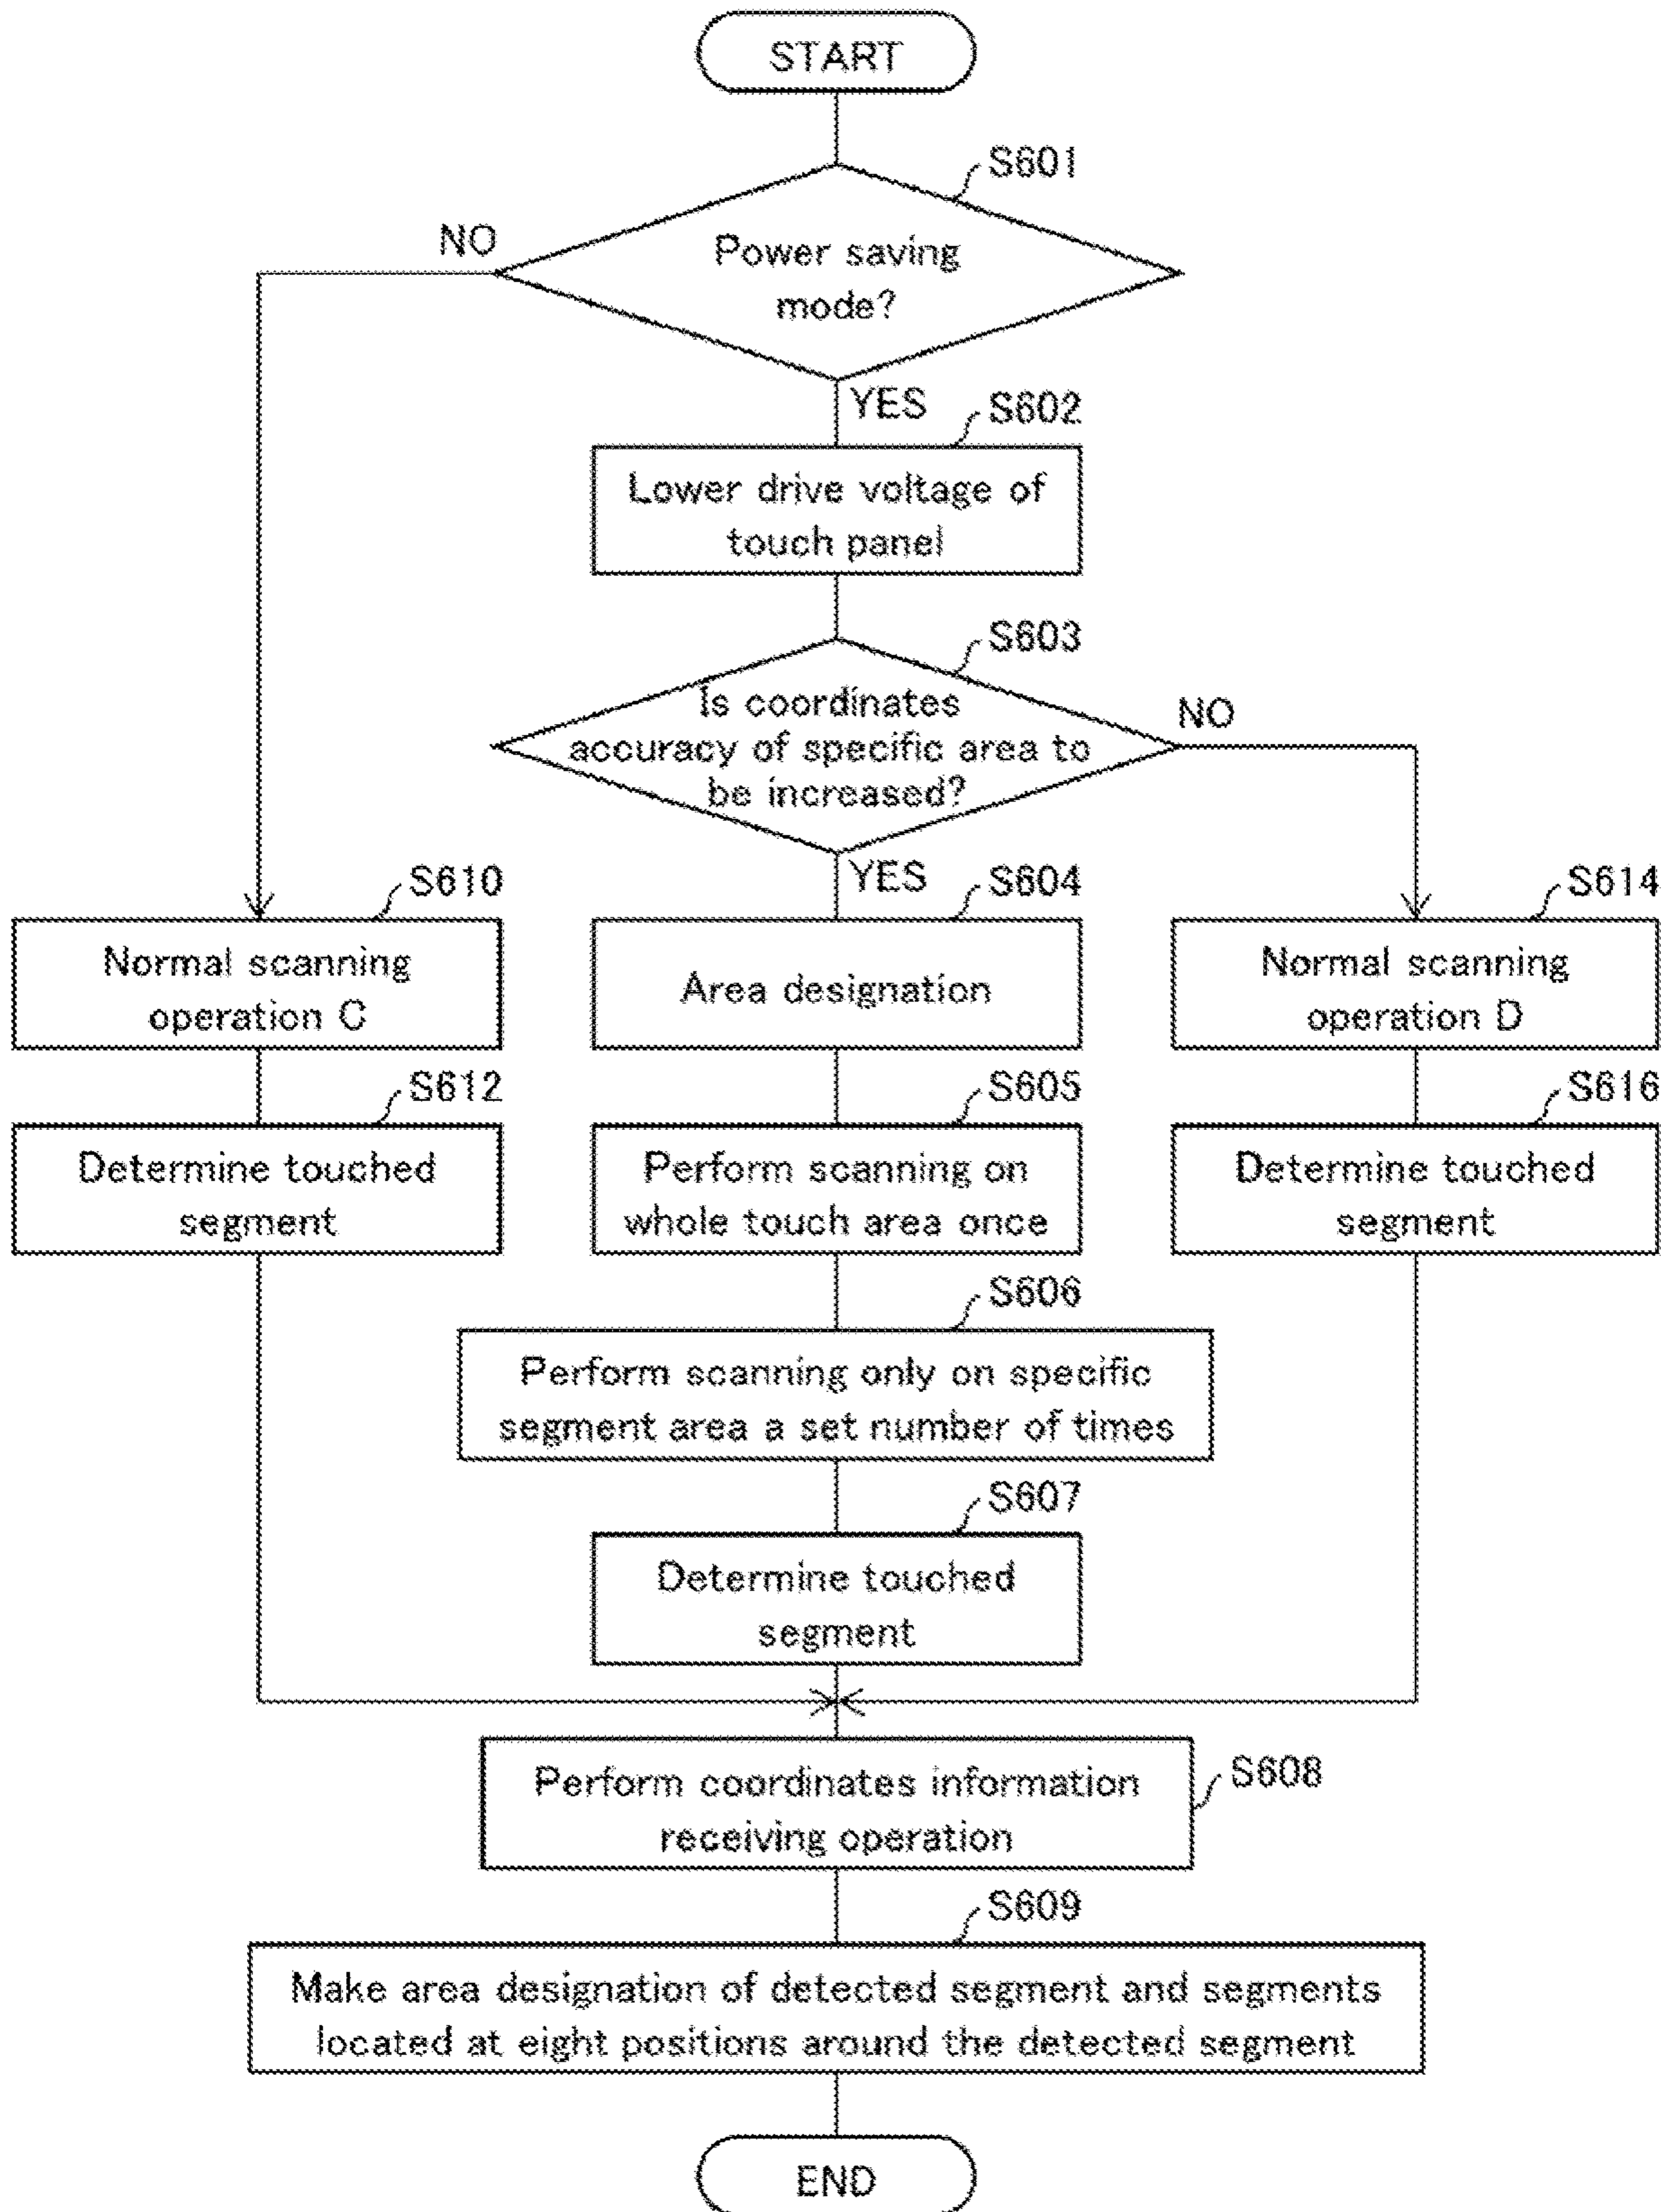 START
S601
NO
Power saving
mode?
YES
S602
Lower drive voltage of
touch panel
S603
Is coordinates
accuracy of specific area to
be increased?
NO
YES
S610
S604
S614
Normal scanning
operation C
Area designation
Normal scanning
operation D
S612
S605
S616
Determine touched
segment
Perform scanning on
whole touch area once
Determine touched
segment
S606
Perform scanning only on specific
segment area a set number of times
S607
Determine touched
segment
S608
Perform coordinates information
receiving operation
S609
Make area designation of detected segment and segments
located at eight positions around the detected segment
END